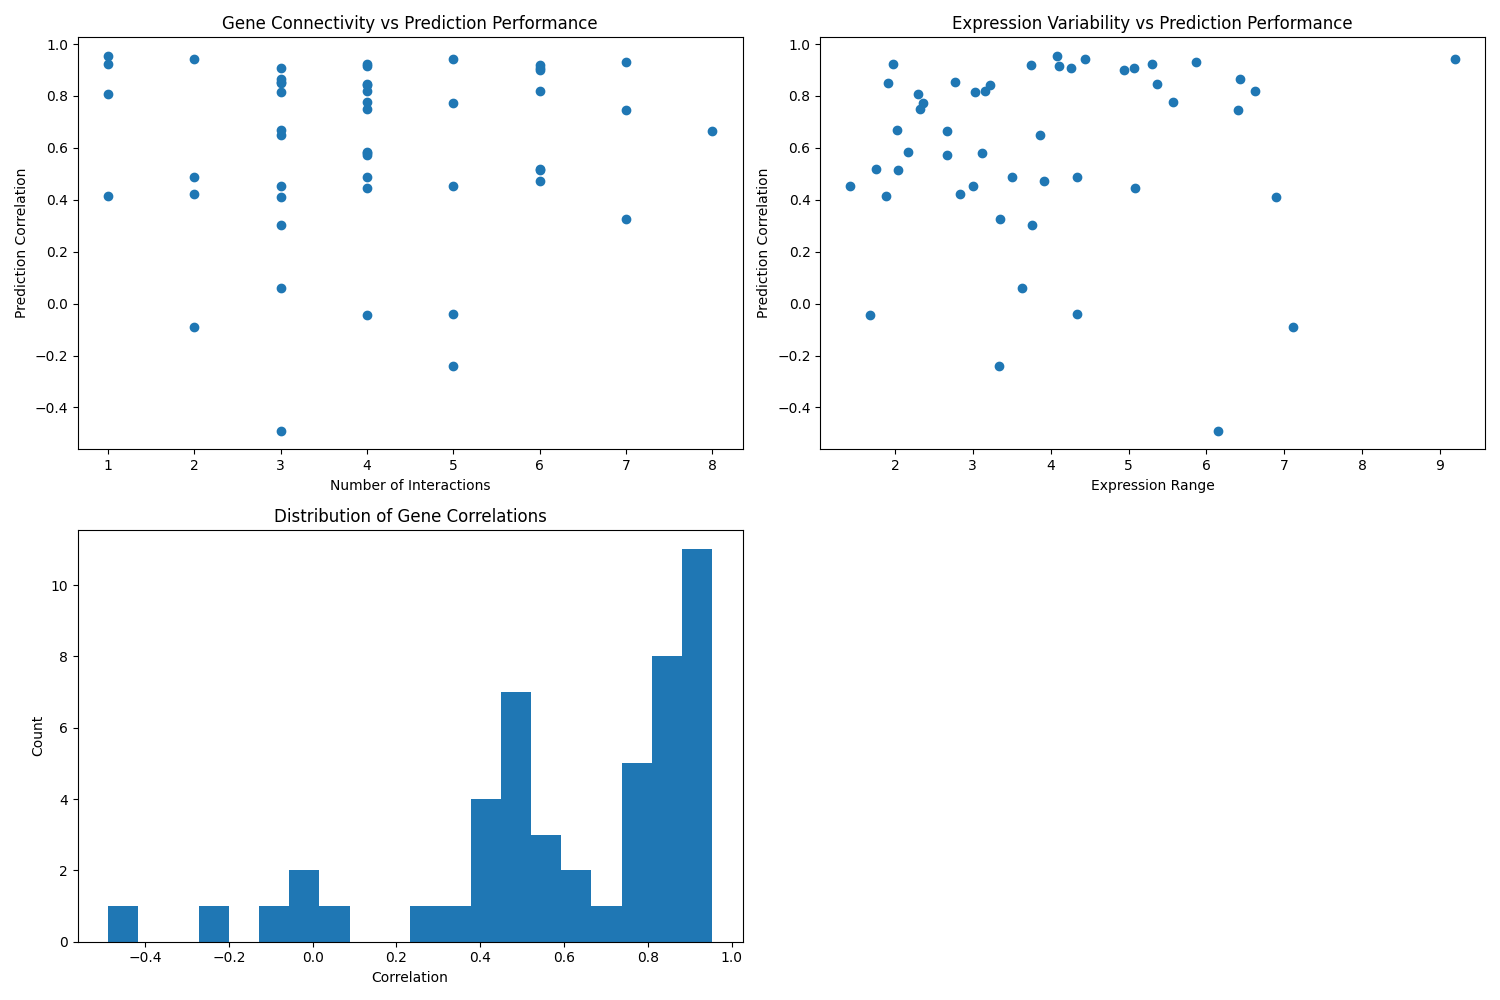 Gene Connectivity vs Prediction Performance
1.0
0.8
0.6
0.4
0.2
0.0
−0.2
−0.4
Prediction Correlation
1 2 3 4 5 6 7 8
Number of Interactions
Expression Variability vs Prediction Performance
1.0
0.8
0.6
0.4
0.2
0.0
−0.2
−0.4
Prediction Correlation
2 3 4 5 6 7 8 9
Expression Range
Distribution of Gene Correlations
10
8
6
4
2
0
Count
−0.4 −0.2 0.0 0.2 0.4 0.6 0.8 1.0
Correlation